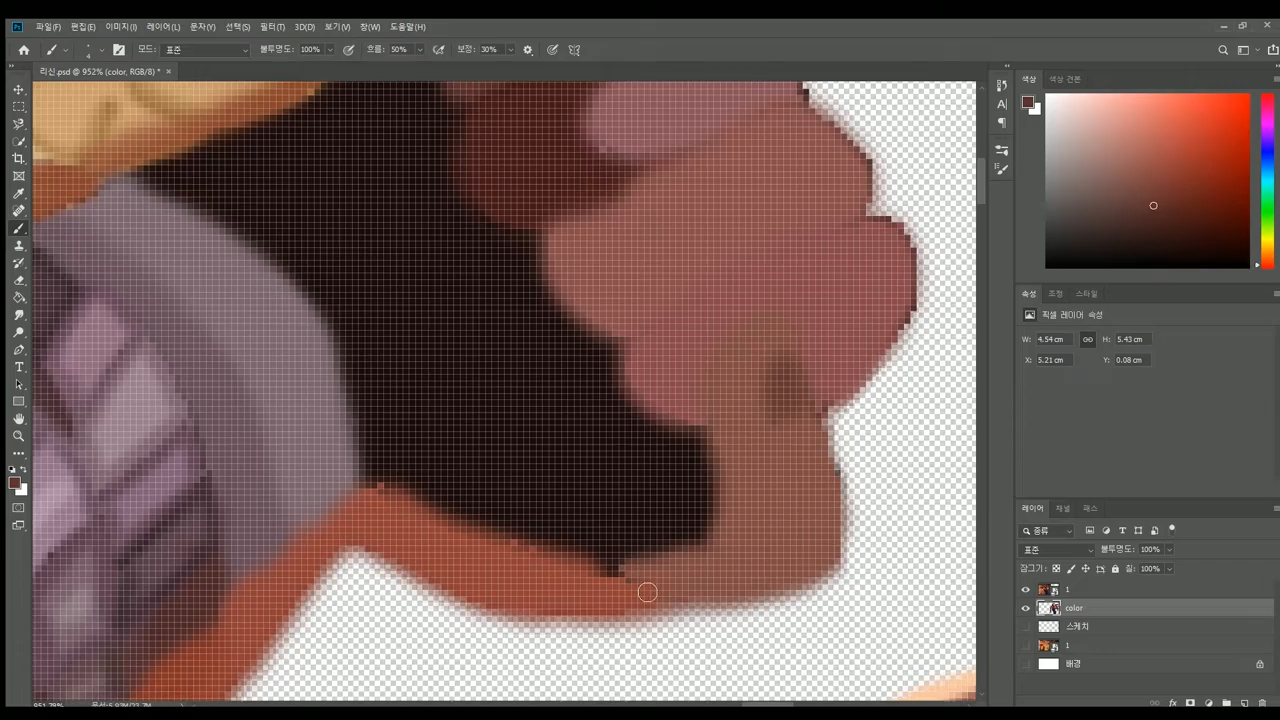 파일(F) 편집(E) 이미지(I) 레이어(L) 문자(Y) 선택(S) 필터(T) 3D(D) 보기(V) 창(W) 도움말(H)
4 모드: 표준 불투명도: 100% 흐름: 50% 보정: 30%
리신.psd @ 952% (color, RGB/8) * ×
색상 색상 견본
속성 조정 스타일
픽셀 레이어 속성
W: 4.54 cm H: 5.43 cm
X: 5.21 cm Y: 0.08 cm
레이어 채널 패스
종류
표준 불투명도: 100%
잠그기: 칠: 100%
1
color
스케치
1
배경